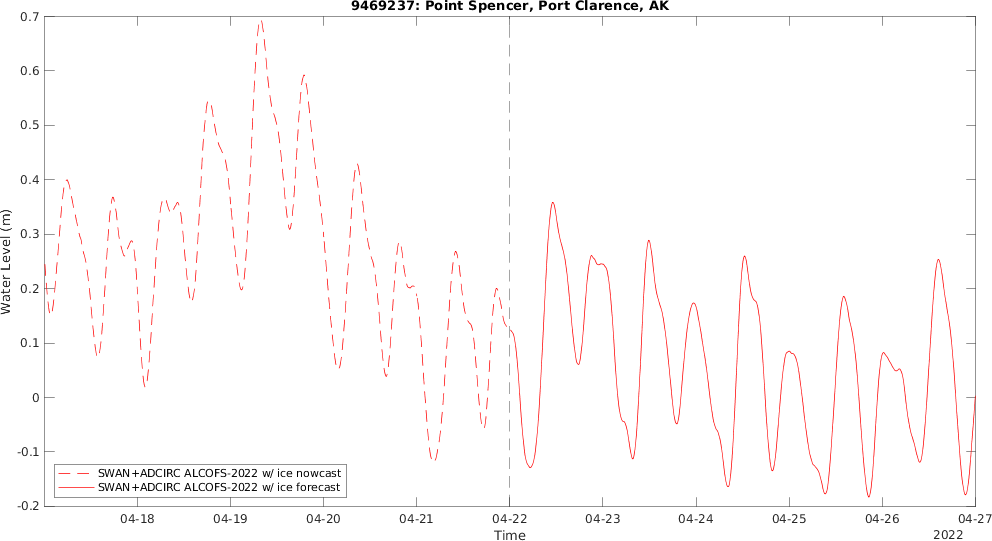 9469237: Point Spencer, Port Clarence, AK
0.7
0.6
0.5
0.4
0.3
0.2
0.1
0
-0.1
-0.2
Water Level (m)
SWAN+ADCIRC ALCOFS-2022 w/ ice nowcast
SWAN+ADCIRC ALCOFS-2022 w/ ice forecast
04-18 04-19 04-20 04-21 04-22 04-23 04-24 04-25 04-26 04-27
Time
2022